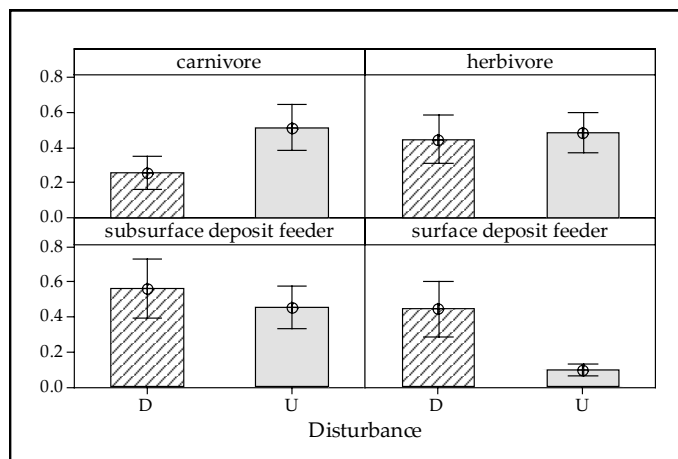 carnivore herbivore
0.8
0.6
0.4
0.2
0.0
subsurface deposit feeder surface deposit feeder
0.8
0.6
0.4
0.2
0.0
D U D U
Disturbance